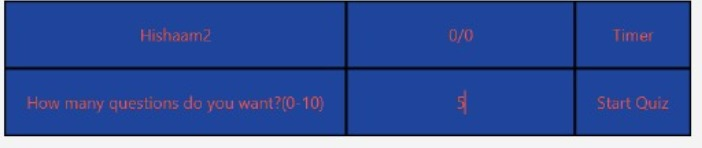 Hishaam2 0/0 Timer
How many questions do you want?(0-10) 5 Start Quiz